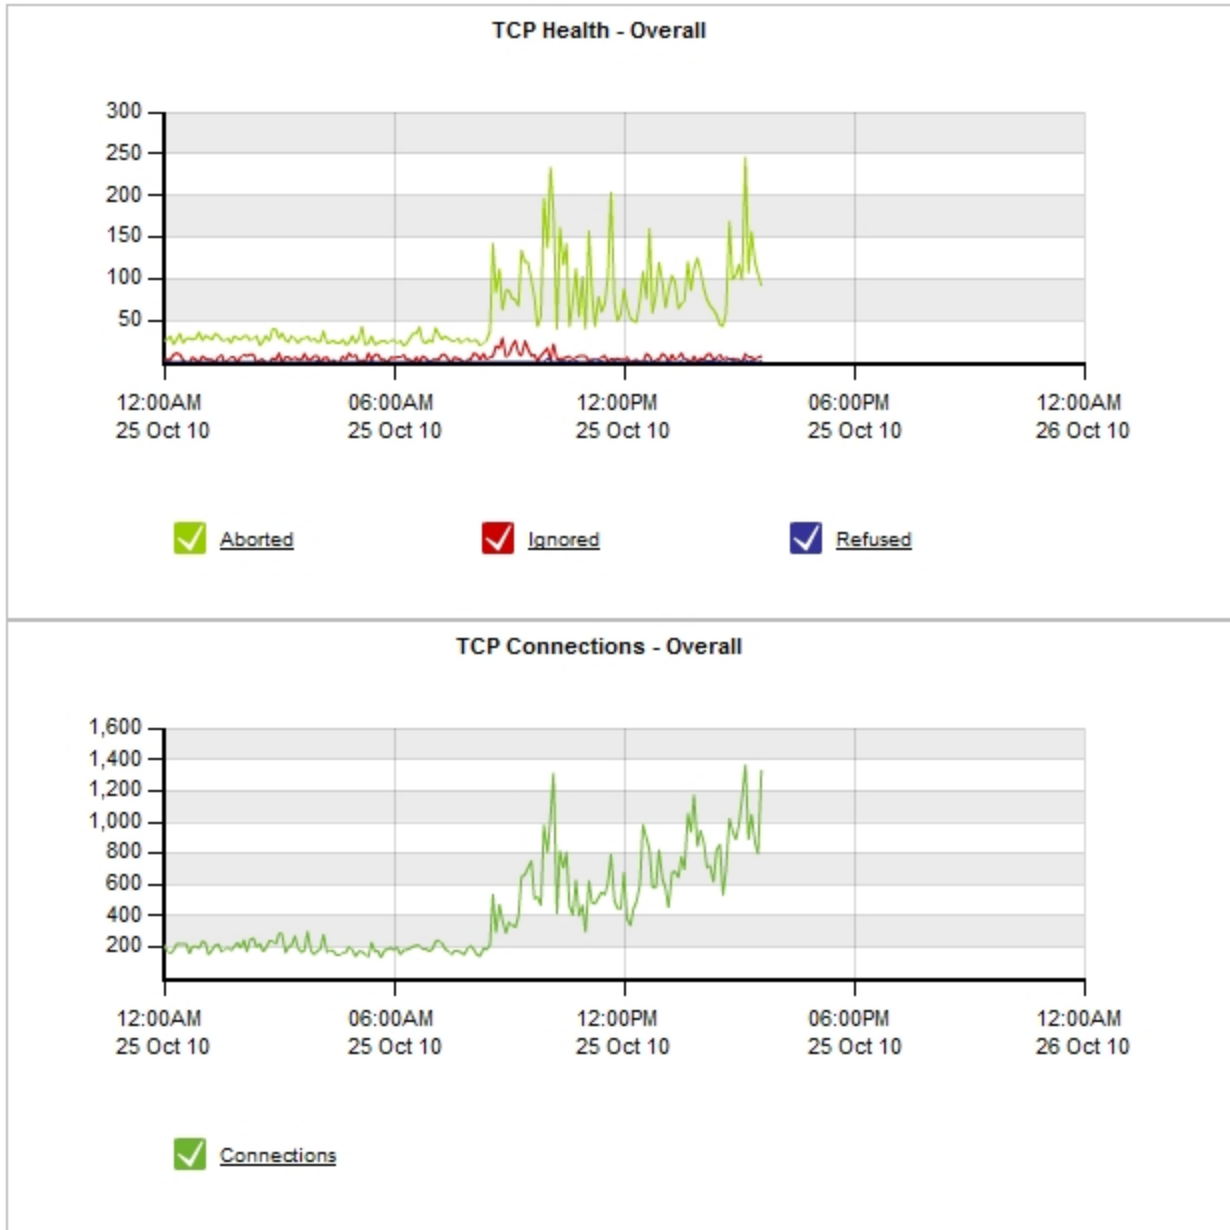 TCP Health - Overall
300
250
200
150
100
50
12:00AM 06:00AM 12:00PM 06:00PM 12:00AM
25 Oct 10 25 Oct 10 25 Oct 10 25 Oct 10 26 Oct 10
Aborted Ignored Refused
TCP Connections - Overall
1,600
1,400
1,200
1,000
800
600
400
200
12:00AM 06:00AM 12:00PM 06:00PM 12:00AM
25 Oct 10 25 Oct 10 25 Oct 10 25 Oct 10 26 Oct 10
Connections